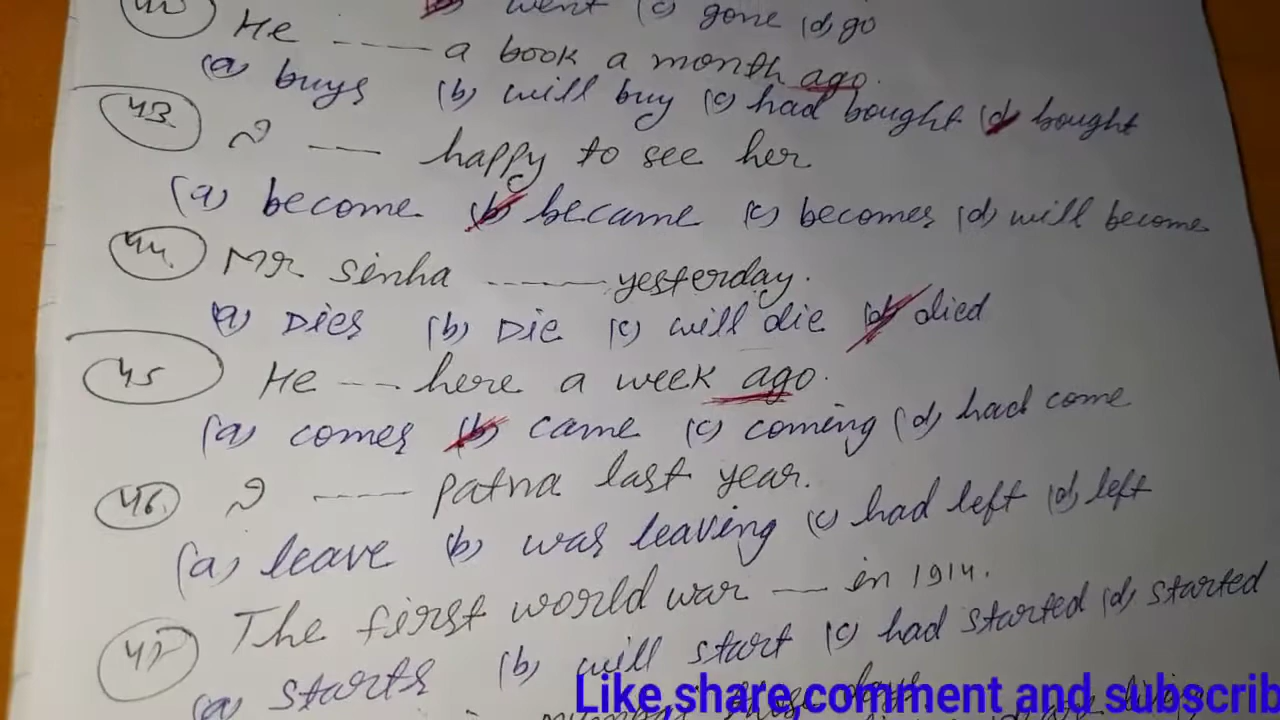 went (c) gone (d) go
He ---- a book a month ago.
(a) buys (b) will buy (c) had bought (d) bought
43 I --- happy to see her
(a) become (b) became (c) becomes (d) will become
44. Mr sinha ------ yesterday.
(a) Dies (b) Die (c) will die (d) died
45 He --- here a week ago.
(a) comes (b) came (c) coming (d) had come
46. I ---- patna last year.
(a) leave (b) was leaving (c) had left (d) left
47 The first world war --- in 1914.
(a) starts (b) will start (c) had started (d) started
Like,share,comment and subscrib